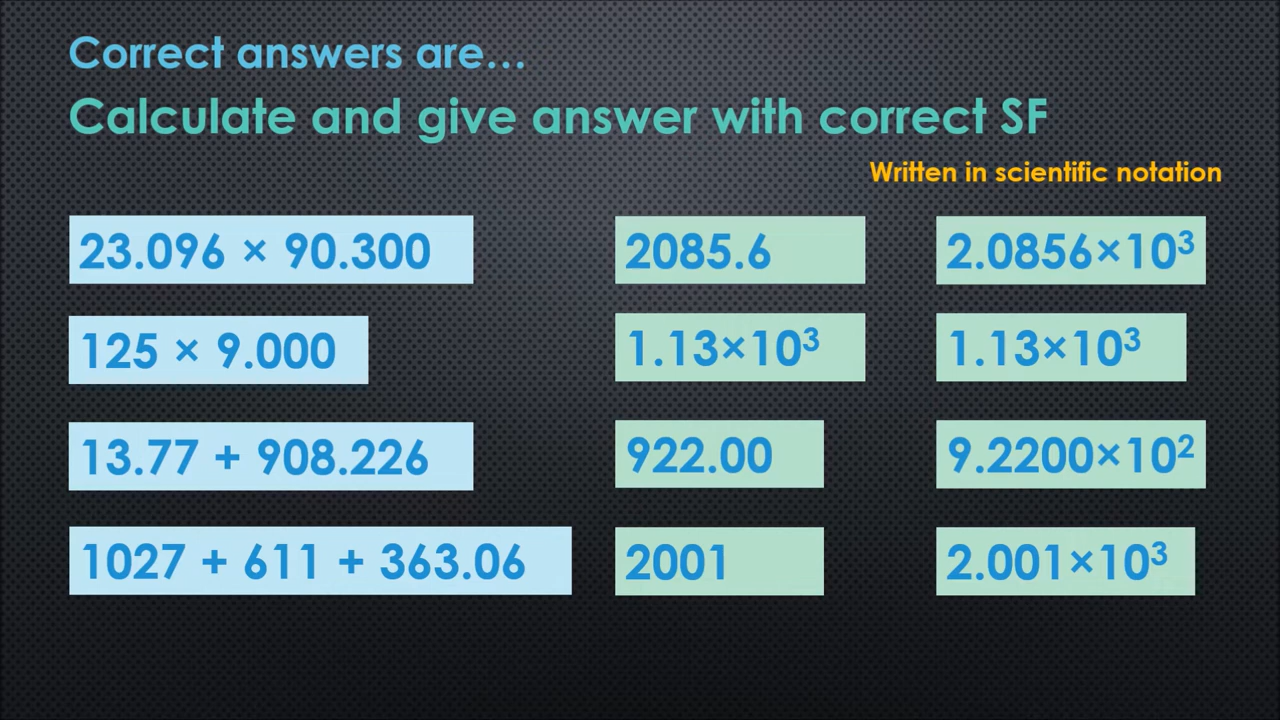 Correct answers are…
Calculate and give answer with correct SF
Written in scientific notation
23.096 × 90.300 2085.6 2.0856×10³
125 × 9.000 1.13×10³ 1.13×10³
13.77 + 908.226 922.00 9.2200×10²
1027 + 611 + 363.06 2001 2.001×10³